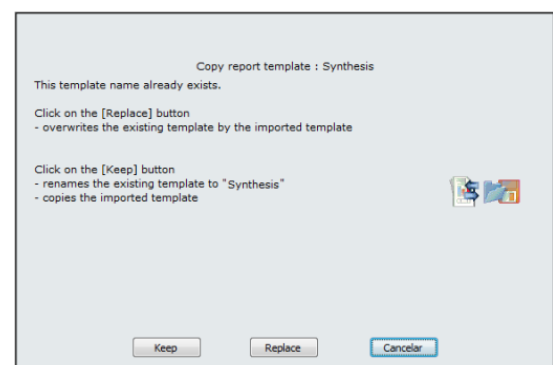 Copy report template : Synthesis
This template name already exists.
Click on the [Replace] button
- overwrites the existing template by the imported template
Click on the [Keep] button
- renames the existing template to "Synthesis"
- copies the imported template
Keep Replace Cancelar